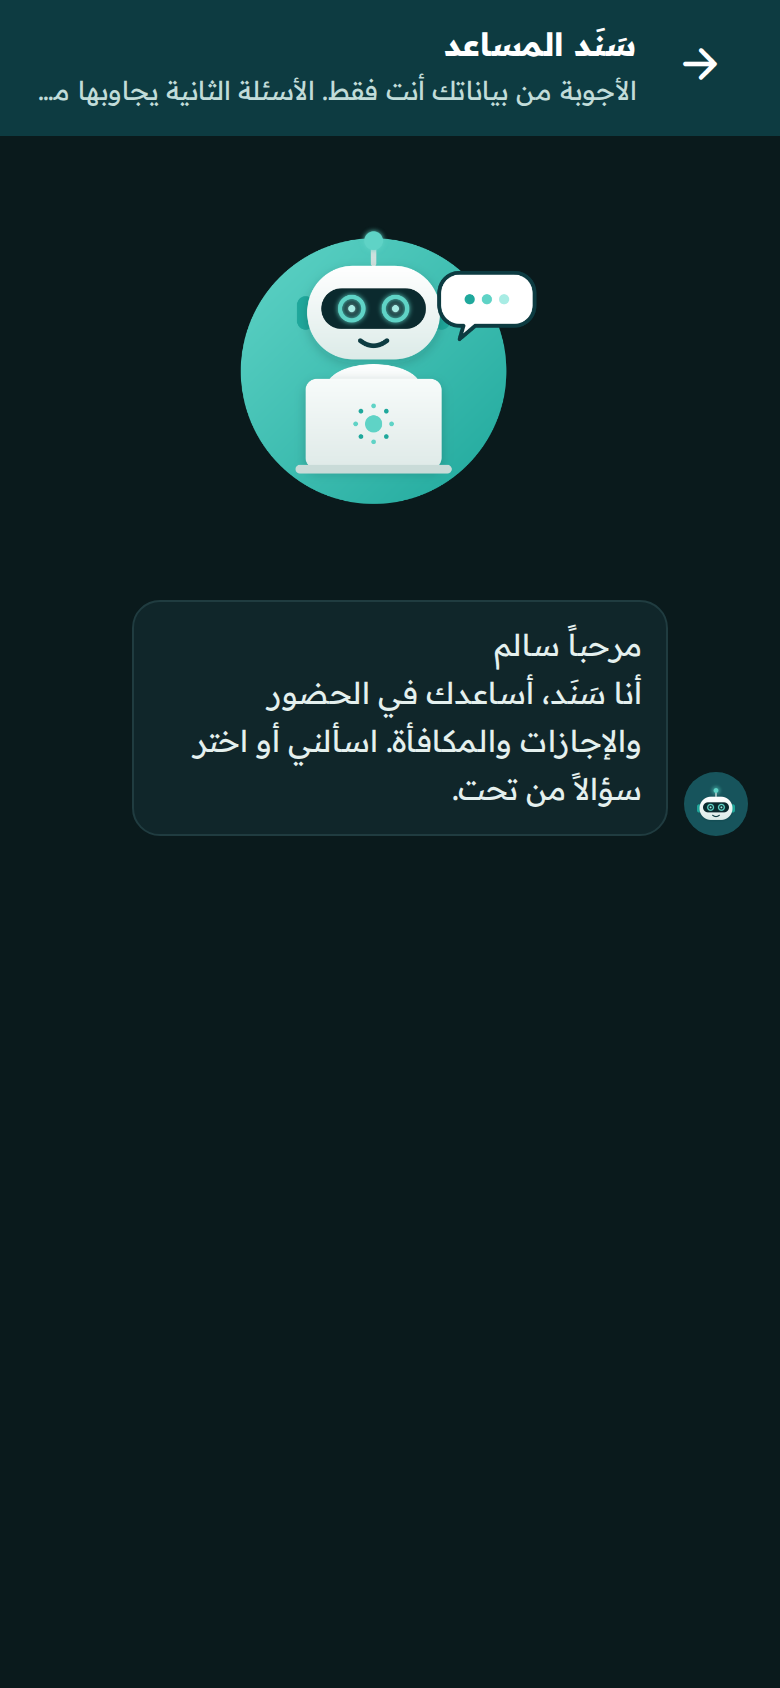 سَنَد المساعد
الأجوبة من بياناتك أنت فقط. الأسئلة الثانية يجاوبها مـ...
مرحباً سالم
أنا سَنَد، أساعدك في الحضور
والإجازات والمكافأة. اسألني أو اختر
سؤالاً من تحت.